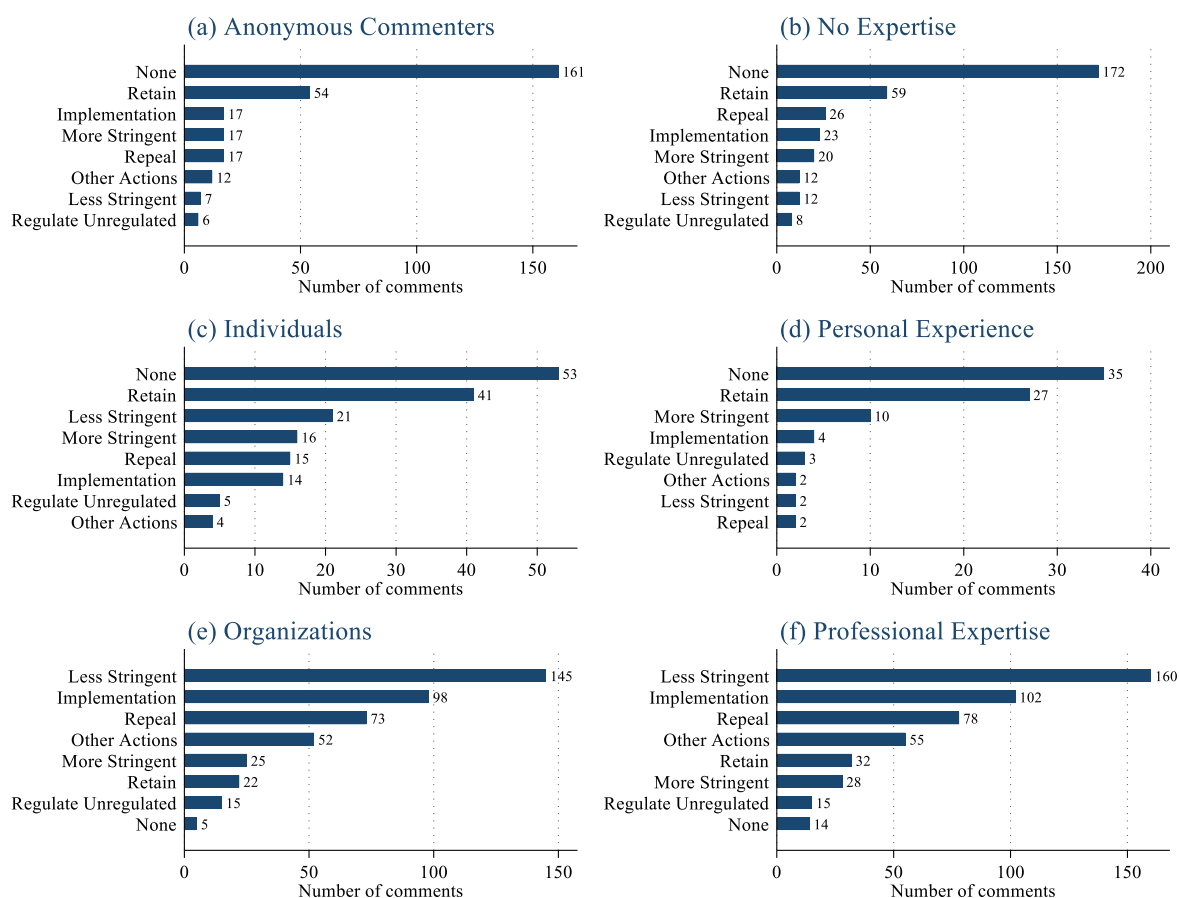 (a) Anonymous Commenters
None 161
Retain 54
Implementation 17
More Stringent 17
Repeal 17
Other Actions 12
Less Stringent 7
Regulate Unregulated 6
0 50 100 150
Number of comments
(b) No Expertise
None 172
Retain 59
Repeal 26
Implementation 23
More Stringent 20
Other Actions 12
Less Stringent 12
Regulate Unregulated 8
0 50 100 150 200
Number of comments
(c) Individuals
None 53
Retain 41
Less Stringent 21
More Stringent 16
Repeal 15
Implementation 14
Regulate Unregulated 5
Other Actions 4
0 10 20 30 40 50
Number of comments
(d) Personal Experience
None 35
Retain 27
More Stringent 10
Implementation 4
Regulate Unregulated 3
Other Actions 2
Less Stringent 2
Repeal 2
0 10 20 30 40
Number of comments
(e) Organizations
Less Stringent 145
Implementation 98
Repeal 73
Other Actions 52
More Stringent 25
Retain 22
Regulate Unregulated 15
None 5
0 50 100 150
Number of comments
(f) Professional Expertise
Less Stringent 160
Implementation 102
Repeal 78
Other Actions 55
Retain 32
More Stringent 28
Regulate Unregulated 15
None 14
0 50 100 150
Number of comments